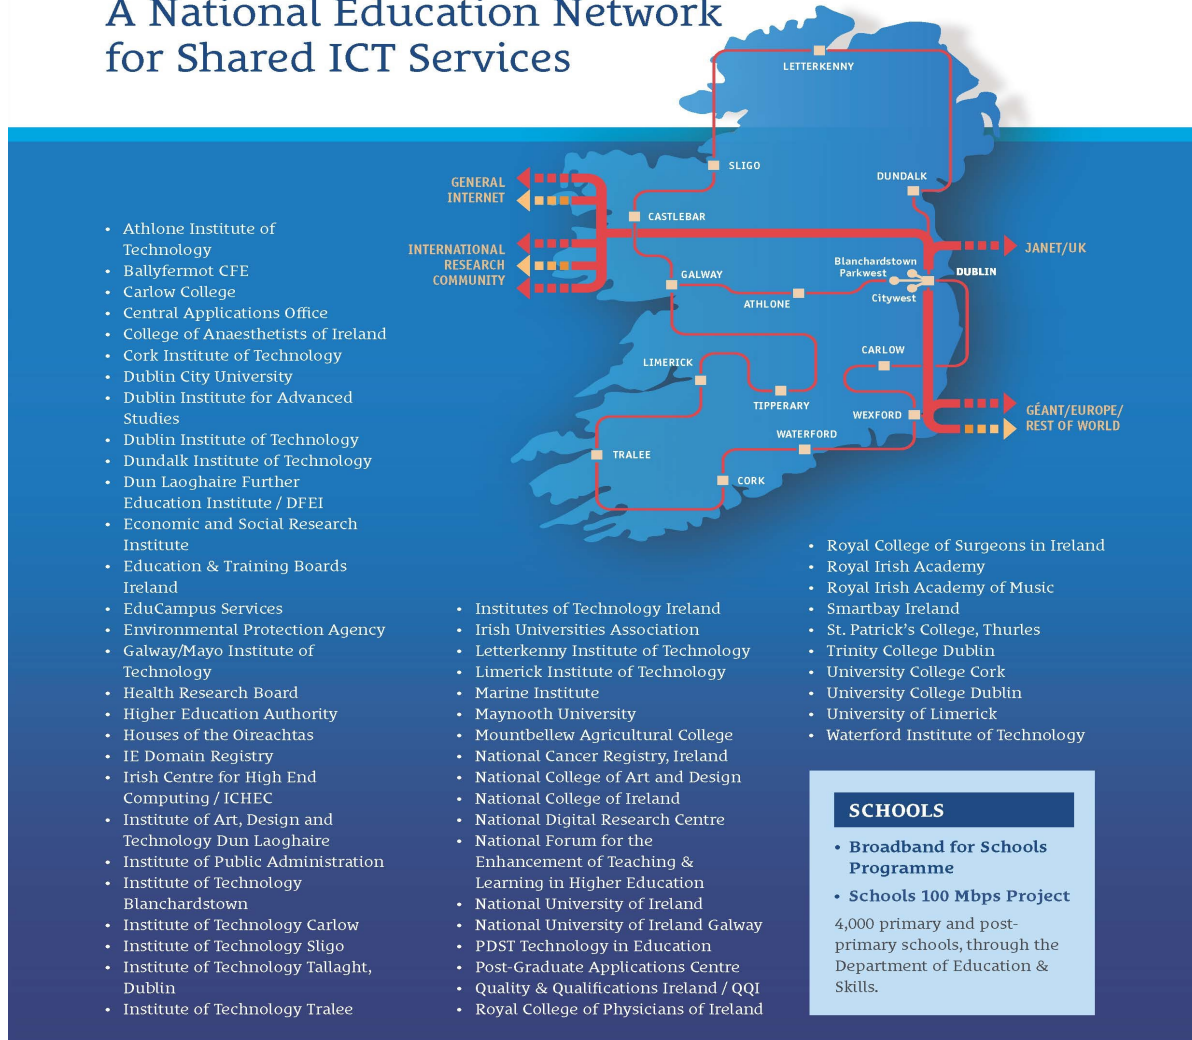 A National Education Network
for Shared ICT Services
LETTERKENNY
SLIGO
DUNDALK
GENERAL
INTERNET
CASTLEBAR
INTERNATIONAL
RESEARCH
COMMUNITY
JANET/UK
Blanchardstown
Parkwest
DUBLIN
Citywest
GALWAY
ATHLONE
LIMERICK
CARLOW
TIPPERARY
WEXFORD
GÉANT/EUROPE/
REST OF WORLD
WATERFORD
TRALEE
CORK
• Athlone Institute of
Technology
• Ballyfermot CFE
• Carlow College
• Central Applications Office
• College of Anaesthetists of Ireland
• Cork Institute of Technology
• Dublin City University
• Dublin Institute for Advanced
Studies
• Dublin Institute of Technology
• Dundalk Institute of Technology
• Dun Laoghaire Further
Education Institute / DFEI
• Economic and Social Research
Institute
• Education & Training Boards
Ireland
• EduCampus Services
• Environmental Protection Agency
• Galway/Mayo Institute of
Technology
• Health Research Board
• Higher Education Authority
• Houses of the Oireachtas
• IE Domain Registry
• Irish Centre for High End
Computing / ICHEC
• Institute of Art, Design and
Technology Dun Laoghaire
• Institute of Public Administration
• Institute of Technology
Blanchardstown
• Institute of Technology Carlow
• Institute of Technology Sligo
• Institute of Technology Tallaght,
Dublin
• Institute of Technology Tralee
• Institutes of Technology Ireland
• Irish Universities Association
• Letterkenny Institute of Technology
• Limerick Institute of Technology
• Marine Institute
• Maynooth University
• Mountbellew Agricultural College
• National Cancer Registry, Ireland
• National College of Art and Design
• National College of Ireland
• National Digital Research Centre
• National Forum for the
Enhancement of Teaching &
Learning in Higher Education
• National University of Ireland
• National University of Ireland Galway
• PDST Technology in Education
• Post-Graduate Applications Centre
• Quality & Qualifications Ireland / QQI
• Royal College of Physicians of Ireland
• Royal College of Surgeons in Ireland
• Royal Irish Academy
• Royal Irish Academy of Music
• Smartbay Ireland
• St. Patrick's College, Thurles
• Trinity College Dublin
• University College Cork
• University College Dublin
• University of Limerick
• Waterford Institute of Technology
SCHOOLS
• Broadband for Schools
Programme
• Schools 100 Mbps Project
4,000 primary and post-
primary schools, through the
Department of Education &
Skills.